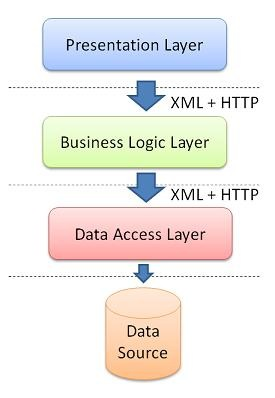 Presentation Layer
XML + HTTP
Business Logic Layer
XML + HTTP
Data Access Layer
Data
Source